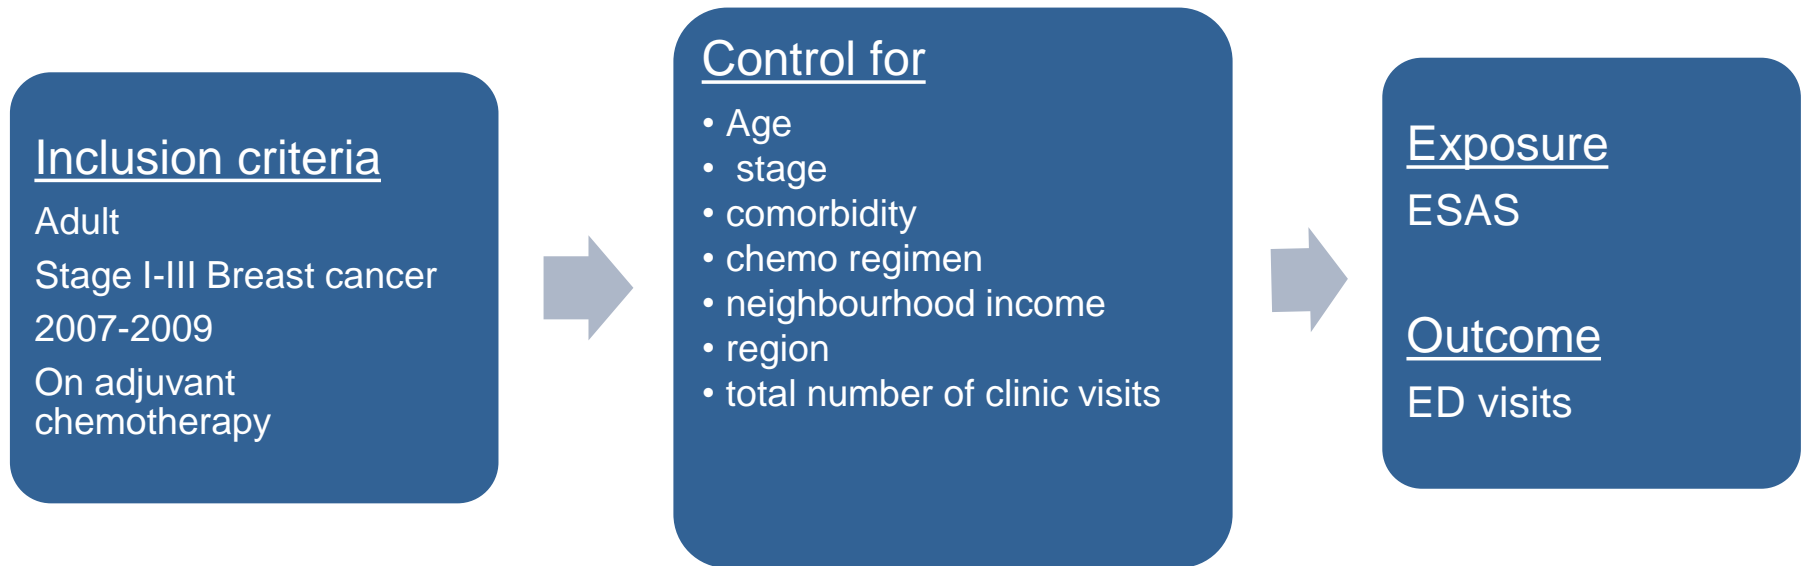 Inclusion criteria
Adult
Stage I-III Breast cancer
2007-2009
On adjuvant
chemotherapy
Control for
• Age
• stage
• comorbidity
• chemo regimen
• neighbourhood income
• region
• total number of clinic visits
Exposure
ESAS
Outcome
ED visits